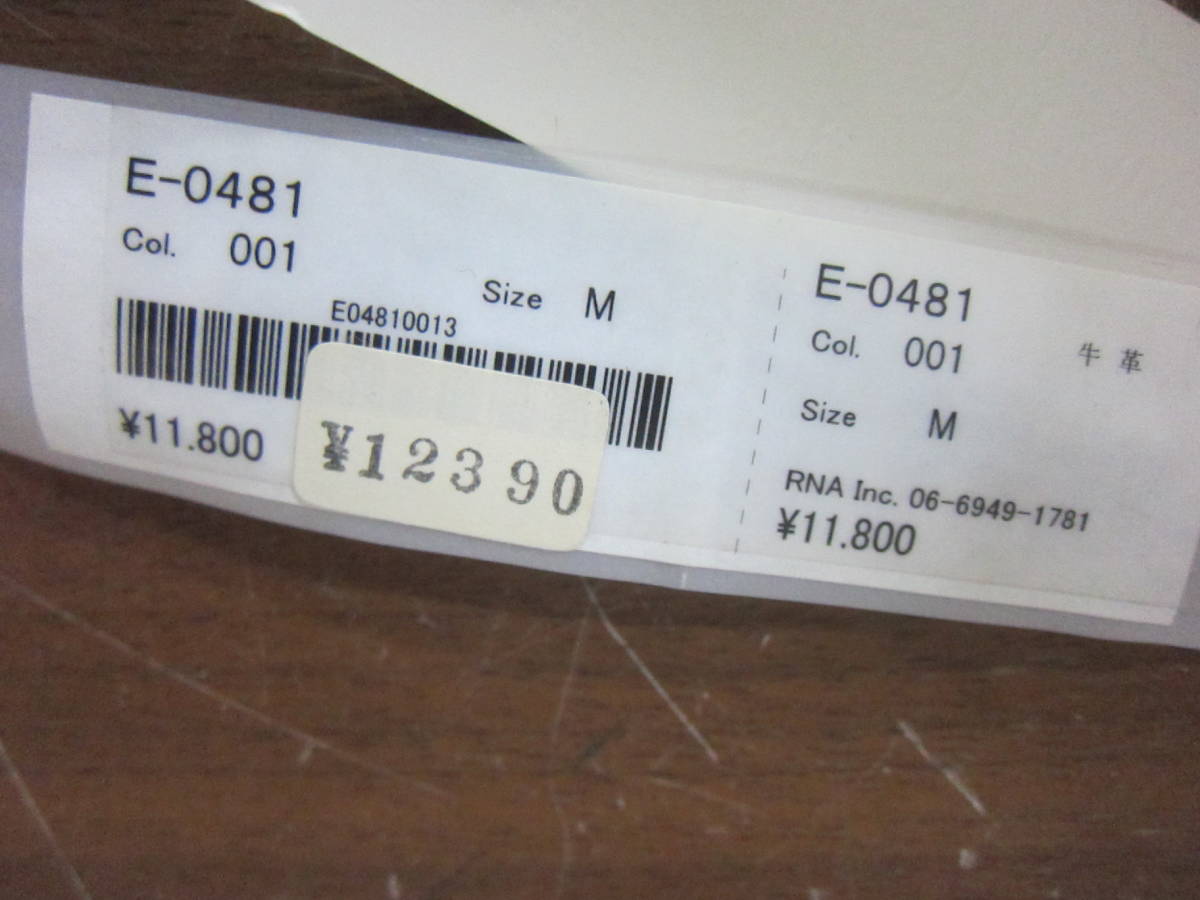 E-0481
Col. 001
Size M
E04810013
¥11.800
¥12390
E-0481
Col. 001 牛革
Size M
RNA Inc. 06-6949-1781
¥11.800